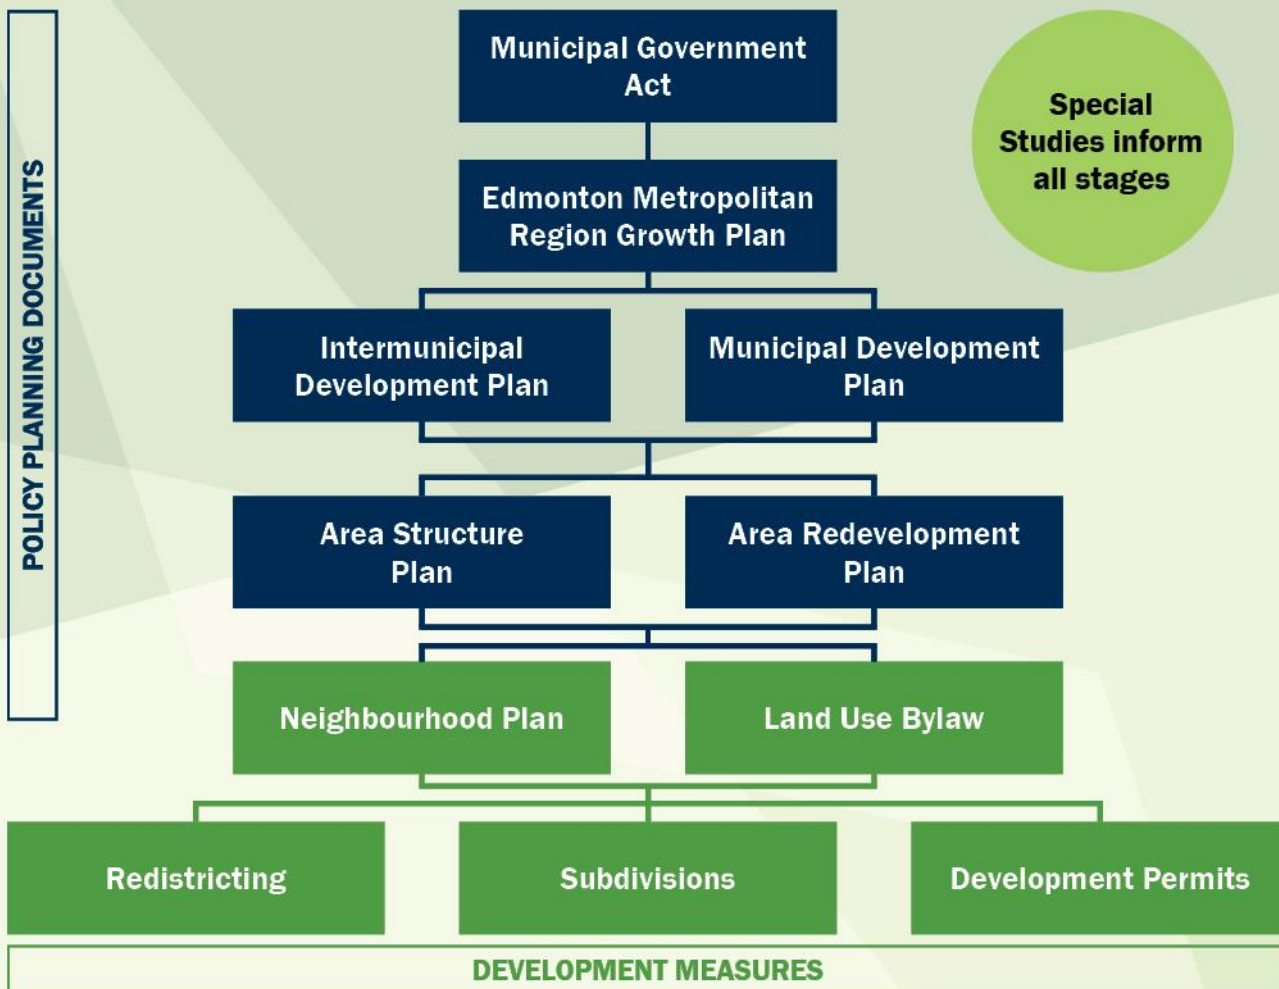 POLICY PLANNING DOCUMENTS
Municipal Government
Act
Special
Studies inform
all stages
Edmonton Metropolitan
Region Growth Plan
Intermunicipal
Development Plan
Municipal Development
Plan
Area Structure
Plan
Area Redevelopment
Plan
Neighbourhood Plan
Land Use Bylaw
Redistricting
Subdivisions
Development Permits
DEVELOPMENT MEASURES